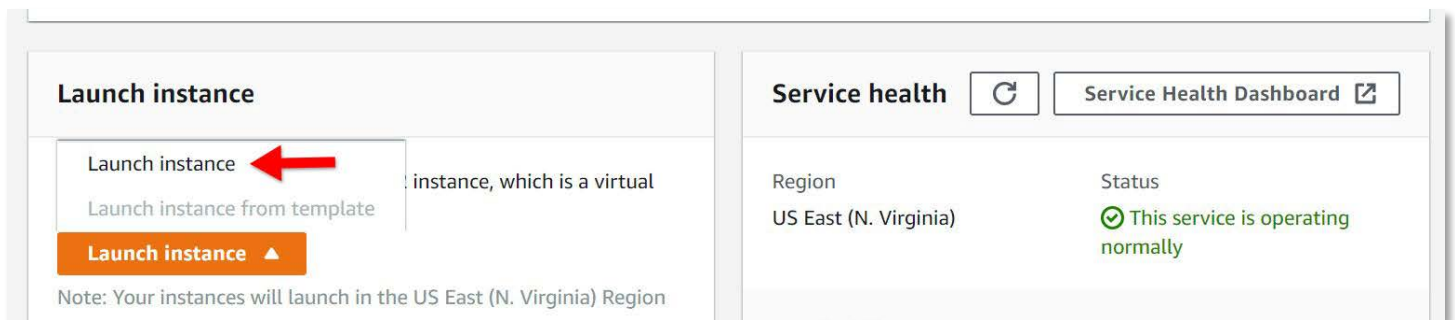 Launch instance
Launch instance
instance, which is a virtual
Launch instance from template
Launch instance
Note: Your instances will launch in the US East (N. Virginia) Region
Service health
Service Health Dashboard
Region
US East (N. Virginia)
Status
This service is operating
normally